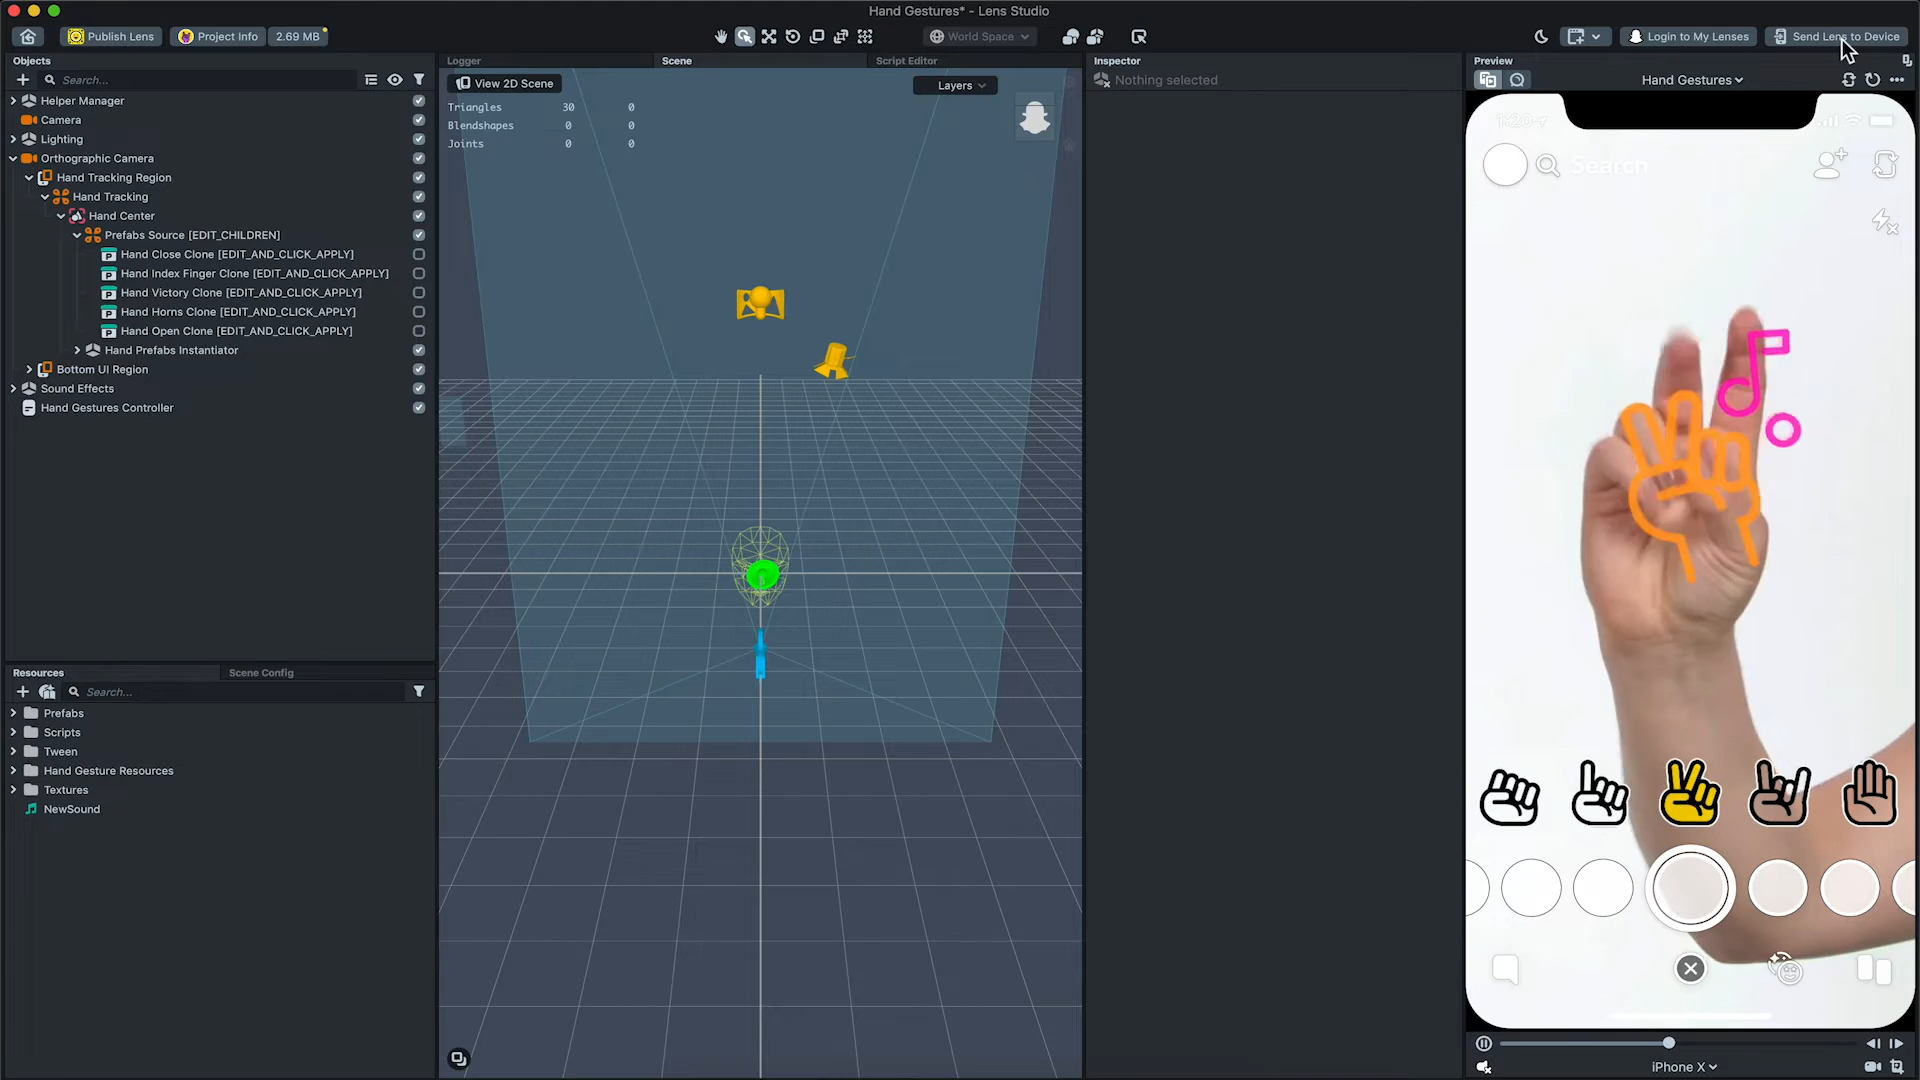 Hand Gestures* - Lens Studio
Publish Lens
Project Info
2.69 MB
World Space
Login to My Lenses
Send Lens to Device
Objects
Search...
Helper Manager
Camera
Lighting
Orthographic Camera
Hand Tracking Region
Hand Tracking
Hand Center
Prefabs Source [EDIT_CHILDREN]
Hand Close Clone [EDIT_AND_CLICK_APPLY]
Hand Index Finger Clone [EDIT_AND_CLICK_APPLY]
Hand Victory Clone [EDIT_AND_CLICK_APPLY]
Hand Horns Clone [EDIT_AND_CLICK_APPLY]
Hand Open Clone [EDIT_AND_CLICK_APPLY]
Hand Prefabs Instantiator
Bottom UI Region
Sound Effects
Hand Gestures Controller
Resources
Scene Config
Search...
Prefabs
Scripts
Tween
Hand Gesture Resources
Textures
NewSound
Logger
Scene
Script Editor
View 2D Scene
Layers
Triangles 30 0
Blendshapes 0 0
Joints 0 0
Inspector
Nothing selected
Preview
Hand Gestures
1:20
Search
iPhone X